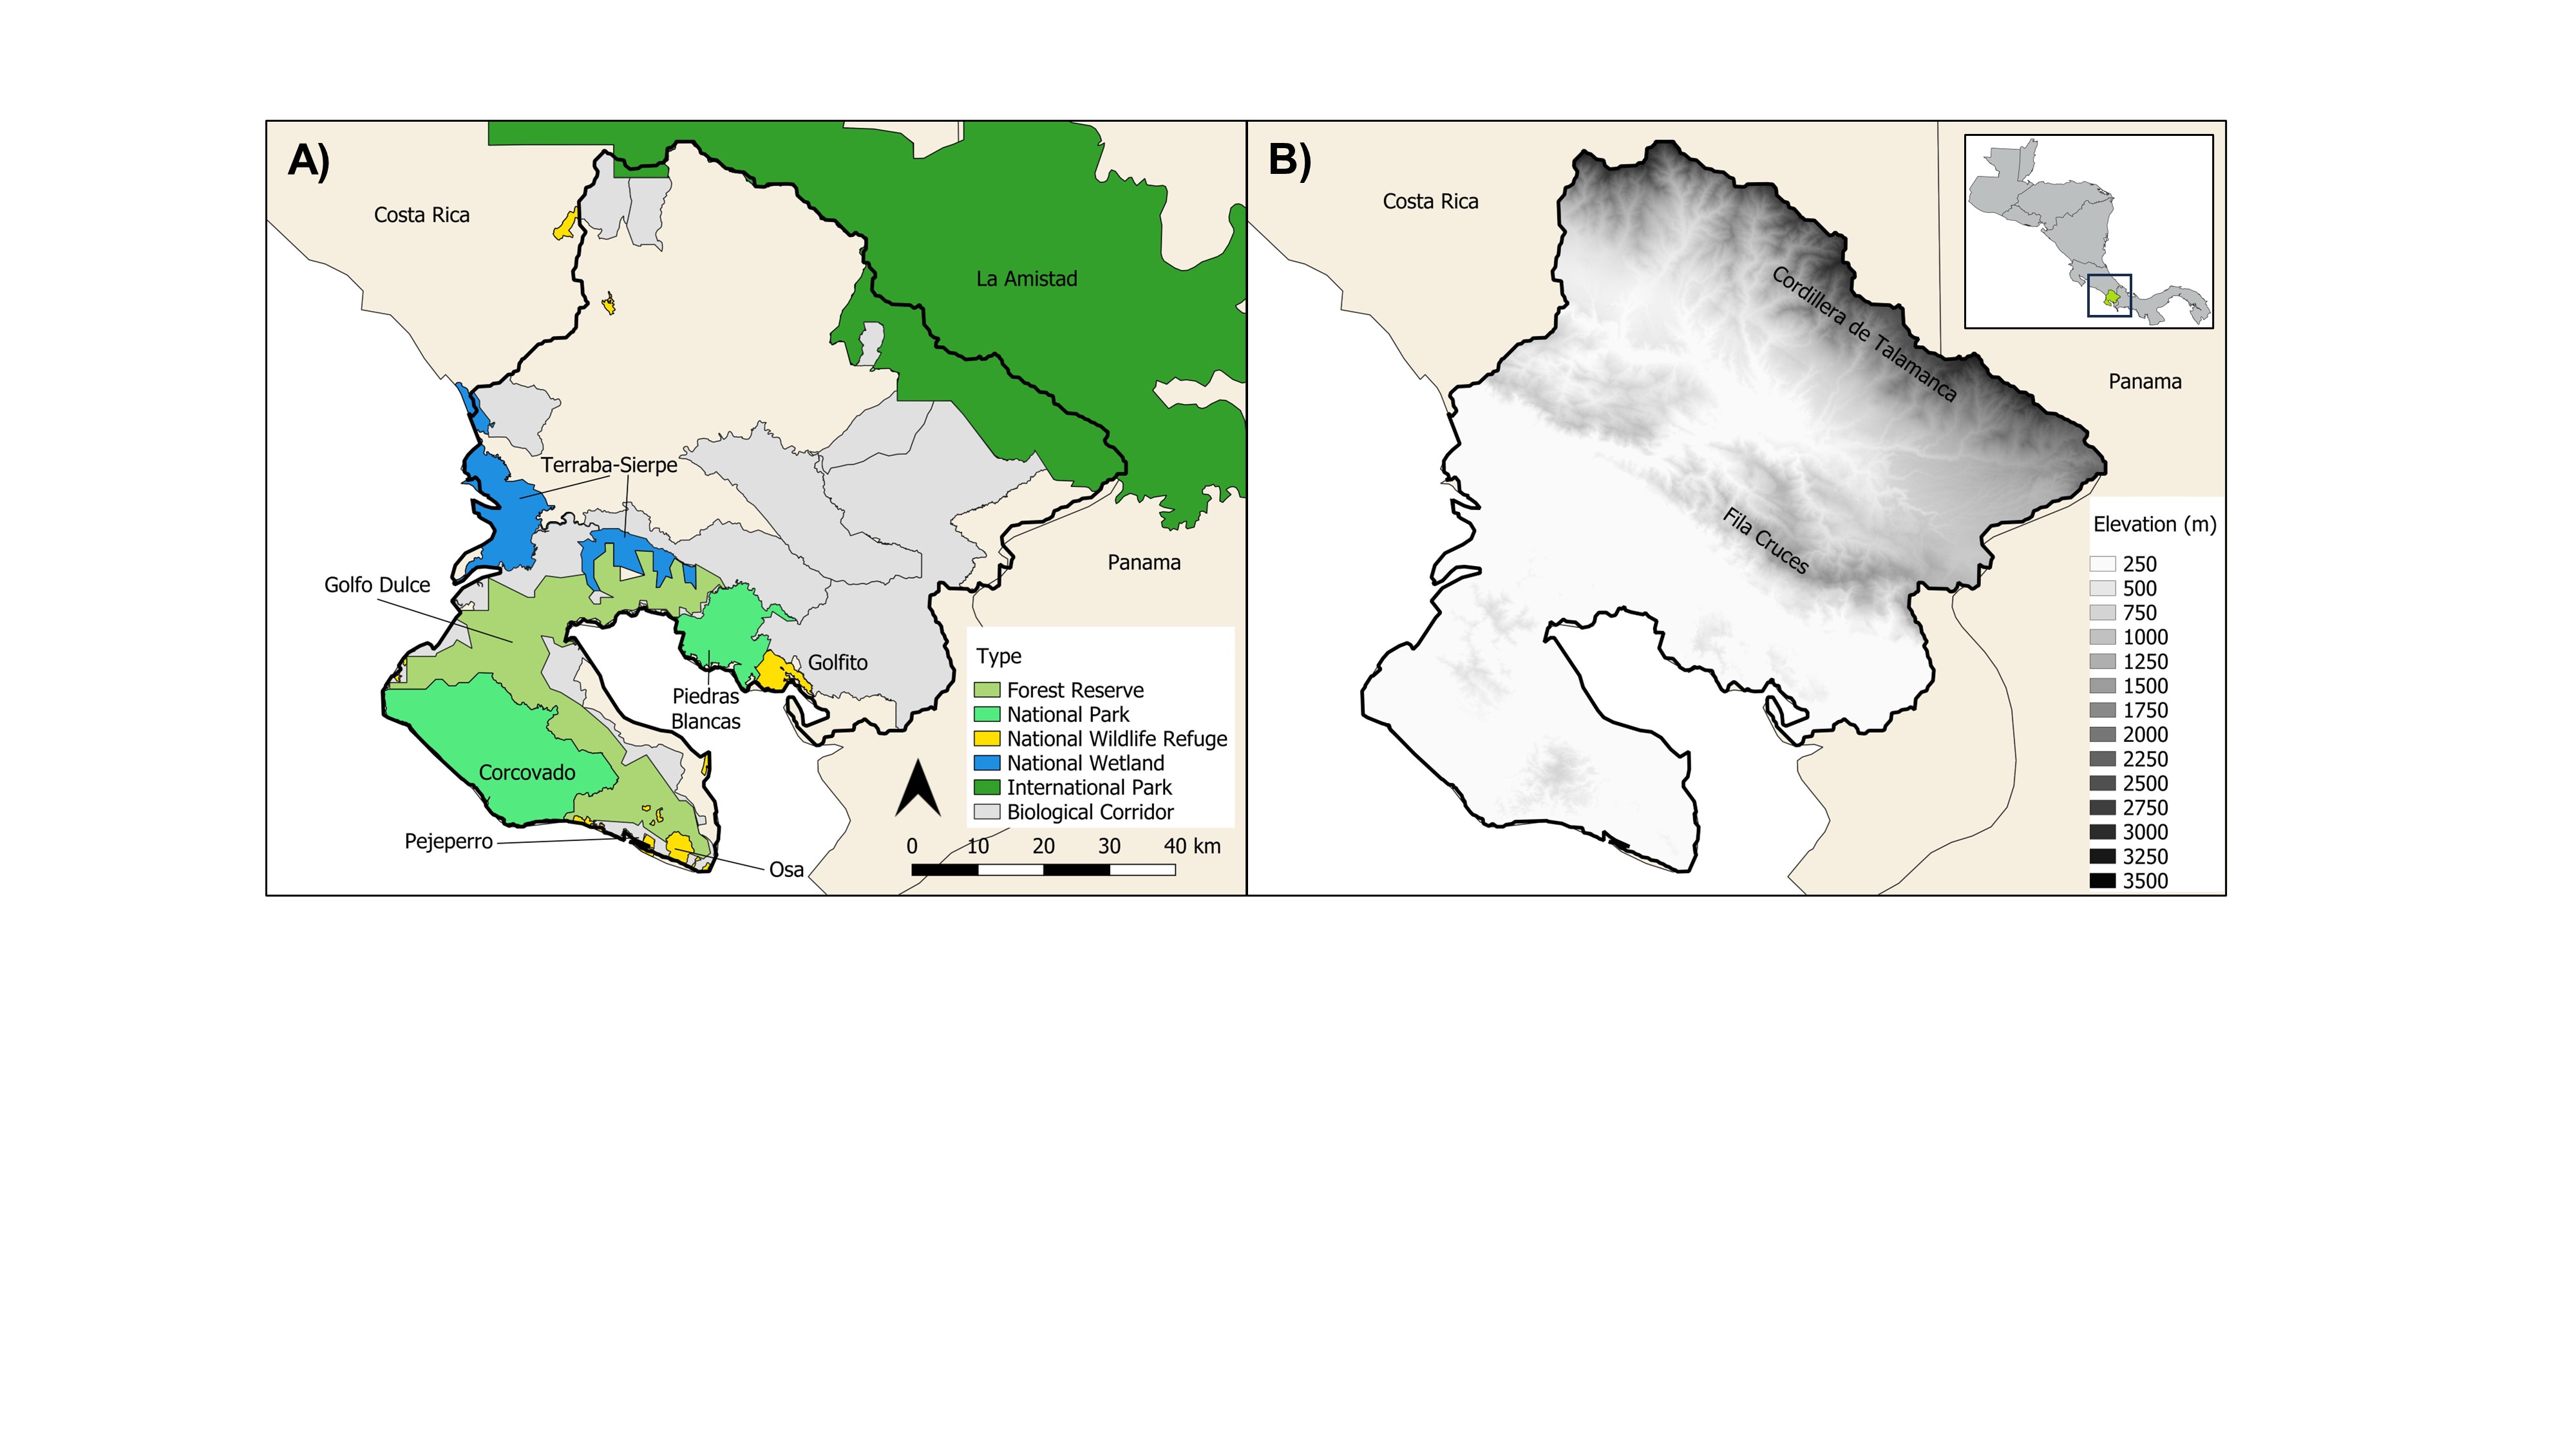 A)
Costa Rica
La Amistad
Terraba-Sierpe
Panama
Golfo Dulce
Golfito
Piedras
Blancas
Corcovado
Pejeperro
Osa
Type
Forest Reserve
National Park
National Wildlife Refuge
National Wetland
International Park
Biological Corridor
0 10 20 30 40 km
B)
Costa Rica
Cordillera de Talamanca
Panama
Fila Cruces
Elevation (m)
250
500
750
1000
1250
1500
1750
2000
2250
2500
2750
3000
3250
3500